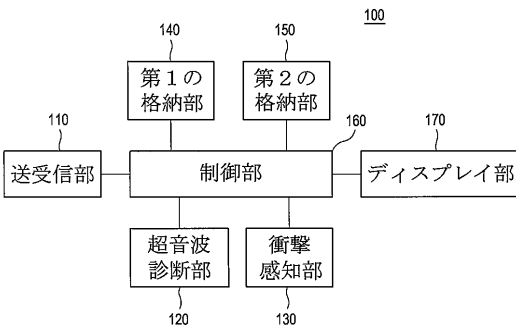 100
140
150
第１の
格納部
第２の
格納部
110
160
170
送受信部
制御部
ディスプレイ部
超音波
診断部
衝撃
感知部
120
130